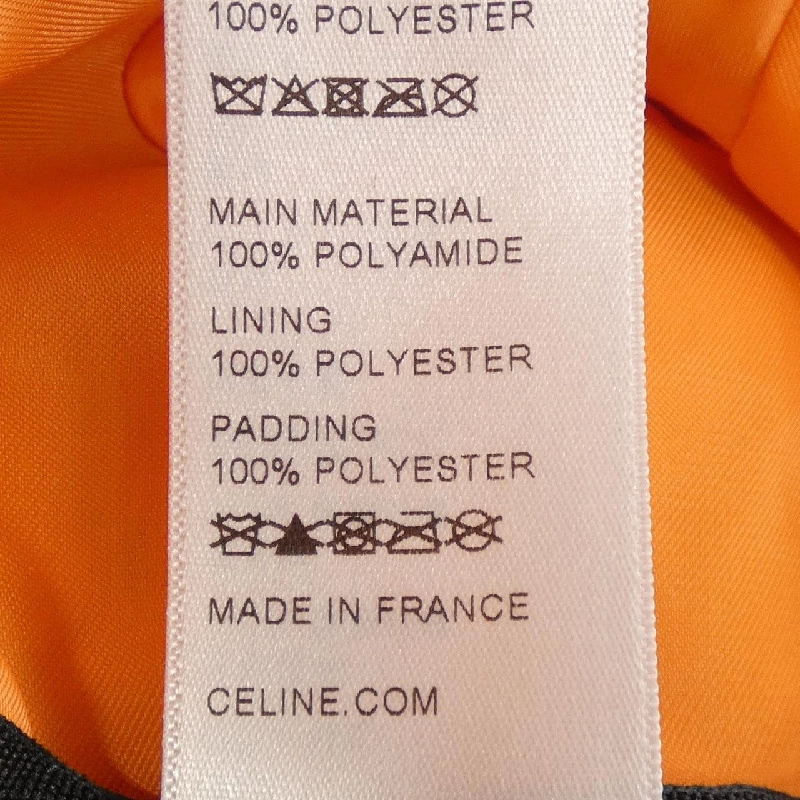 100% POLYESTER
MAIN MATERIAL
100% POLYAMIDE
LINING
100% POLYESTER
PADDING
100% POLYESTER
MADE IN FRANCE
CELINE.COM